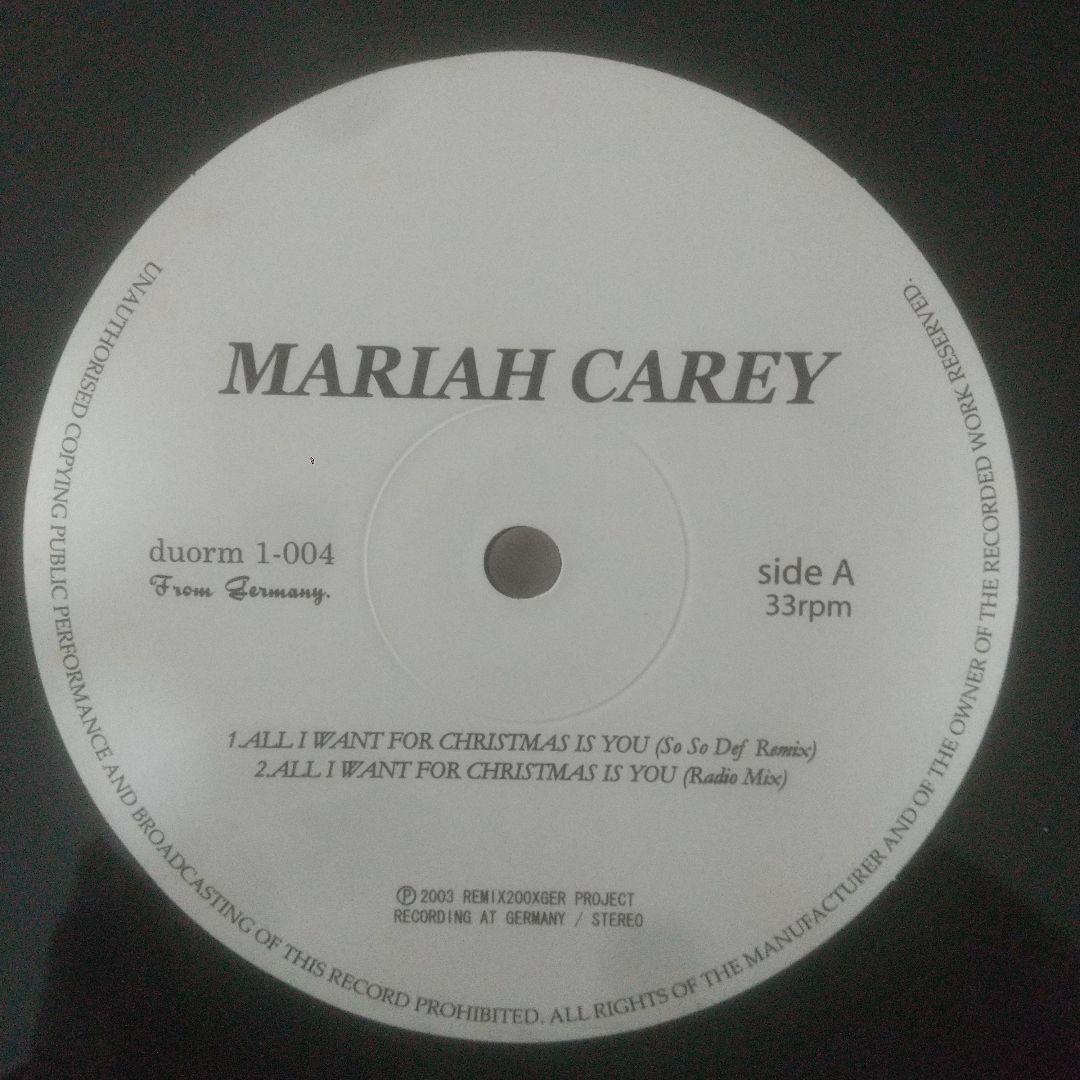 MARIAH CAREY
duorm 1-004
From Germany.
side A
33rpm
1.ALL I WANT FOR CHRISTMAS IS YOU (So So Def Remix)
2.ALL I WANT FOR CHRISTMAS IS YOU (Radio Mix)
Ⓟ 2003 REMIX200XGER PROJECT
RECORDING AT GERMANY / STEREO
UNAUTHORISED COPYING PUBLIC PERFORMANCE AND BROADCASTING OF THIS RECORD PROHIBITED. ALL RIGHTS OF THE MANUFACTURER AND OF THE OWNER OF THE RECORDED WORK RESERVED.